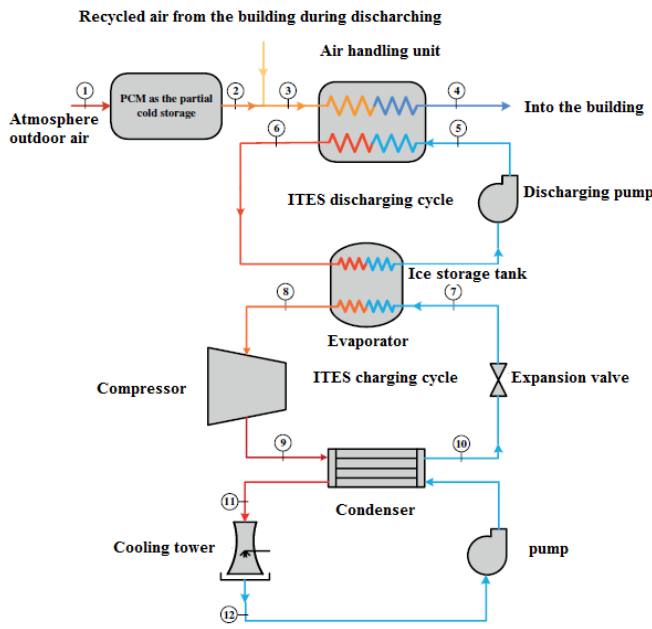 Recycled air from the building during discharching
Air handling unit
1
PCM as the partial
cold storage
2
3
4
Into the building
Atmosphere
outdoor air
6
5
ITES discharging cycle
Discharging pump
Ice storage tank
8
7
Evaporator
Compressor
ITES charging cycle
Expansion valve
9
10
Condenser
11
Cooling tower
pump
12